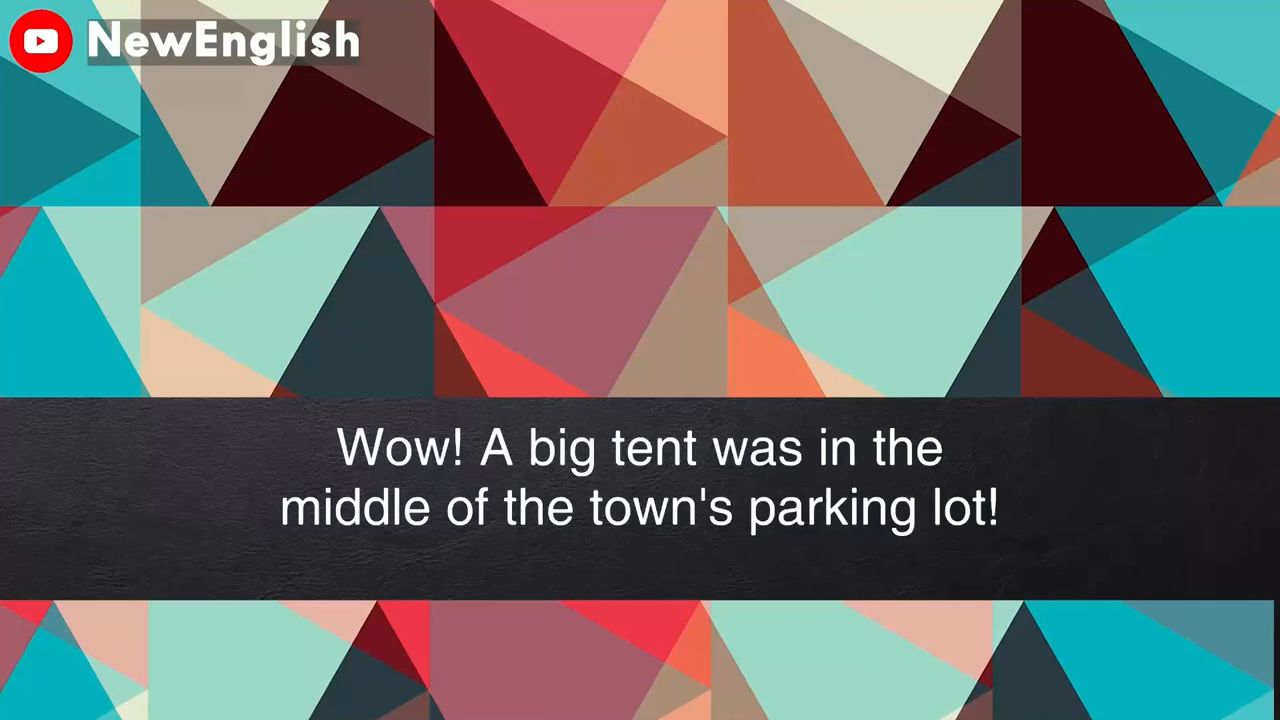 NewEnglish
Wow! A big tent was in the
middle of the town's parking lot!